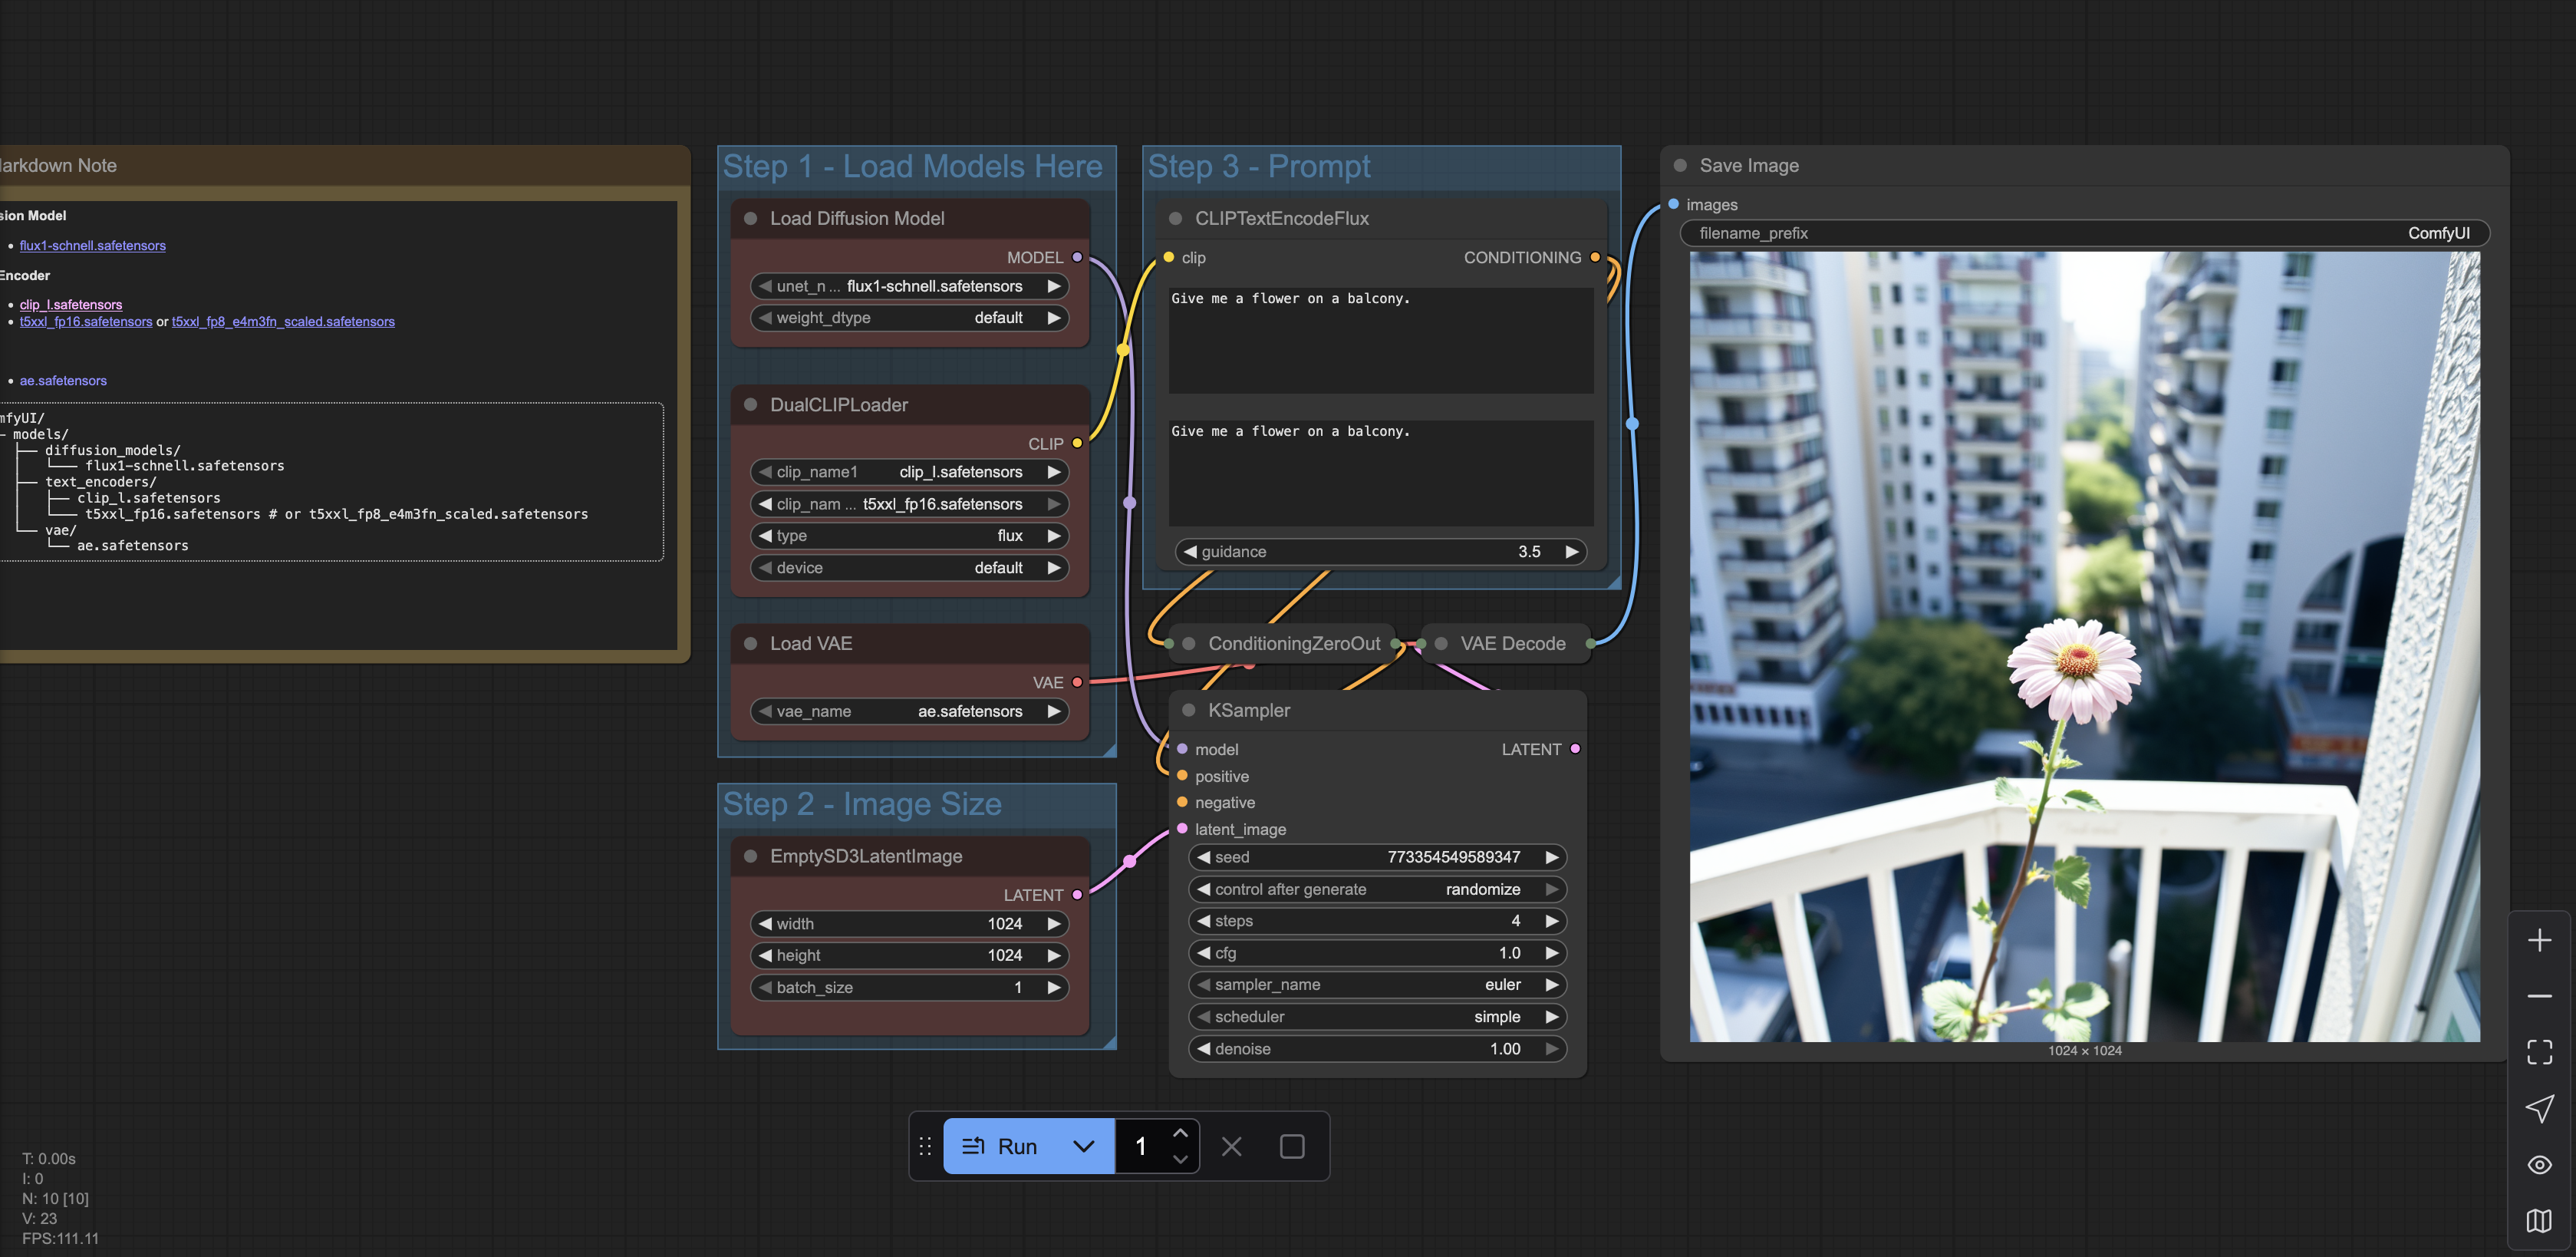 arkdown Note
sion Model
• flux1-schnell.safetensors
Encoder
• clip_l.safetensors
• t5xxl_fp16.safetensors or t5xxl_fp8_e4m3fn_scaled.safetensors
• ae.safetensors
mfyUI/
— models/
├── diffusion_models/
│ └── flux1-schnell.safetensors
├── text_encoders/
│ ├── clip_l.safetensors
│ └── t5xxl_fp16.safetensors # or t5xxl_fp8_e4m3fn_scaled.safetensors
└── vae/
└── ae.safetensors
Step 1 - Load Models Here
Load Diffusion Model
MODEL
unet_n ... flux1-schnell.safetensors
weight_dtype default
DualCLIPLoader
CLIP
clip_name1 clip_l.safetensors
clip_nam ... t5xxl_fp16.safetensors
type flux
device default
Load VAE
VAE
vae_name ae.safetensors
Step 2 - Image Size
EmptySD3LatentImage
LATENT
width 1024
height 1024
batch_size 1
Step 3 - Prompt
CLIPTextEncodeFlux
clip CONDITIONING
Give me a flower on a balcony.
Give me a flower on a balcony.
guidance 3.5
ConditioningZeroOut
VAE Decode
KSampler
model LATENT
positive
negative
latent_image
seed 773354549589347
control after generate randomize
steps 4
cfg 1.0
sampler_name euler
scheduler simple
denoise 1.00
Save Image
images
filename_prefix ComfyUI
1024 x 1024
Run 1
T: 0.00s
I: 0
N: 10 [10]
V: 23
FPS:111.11